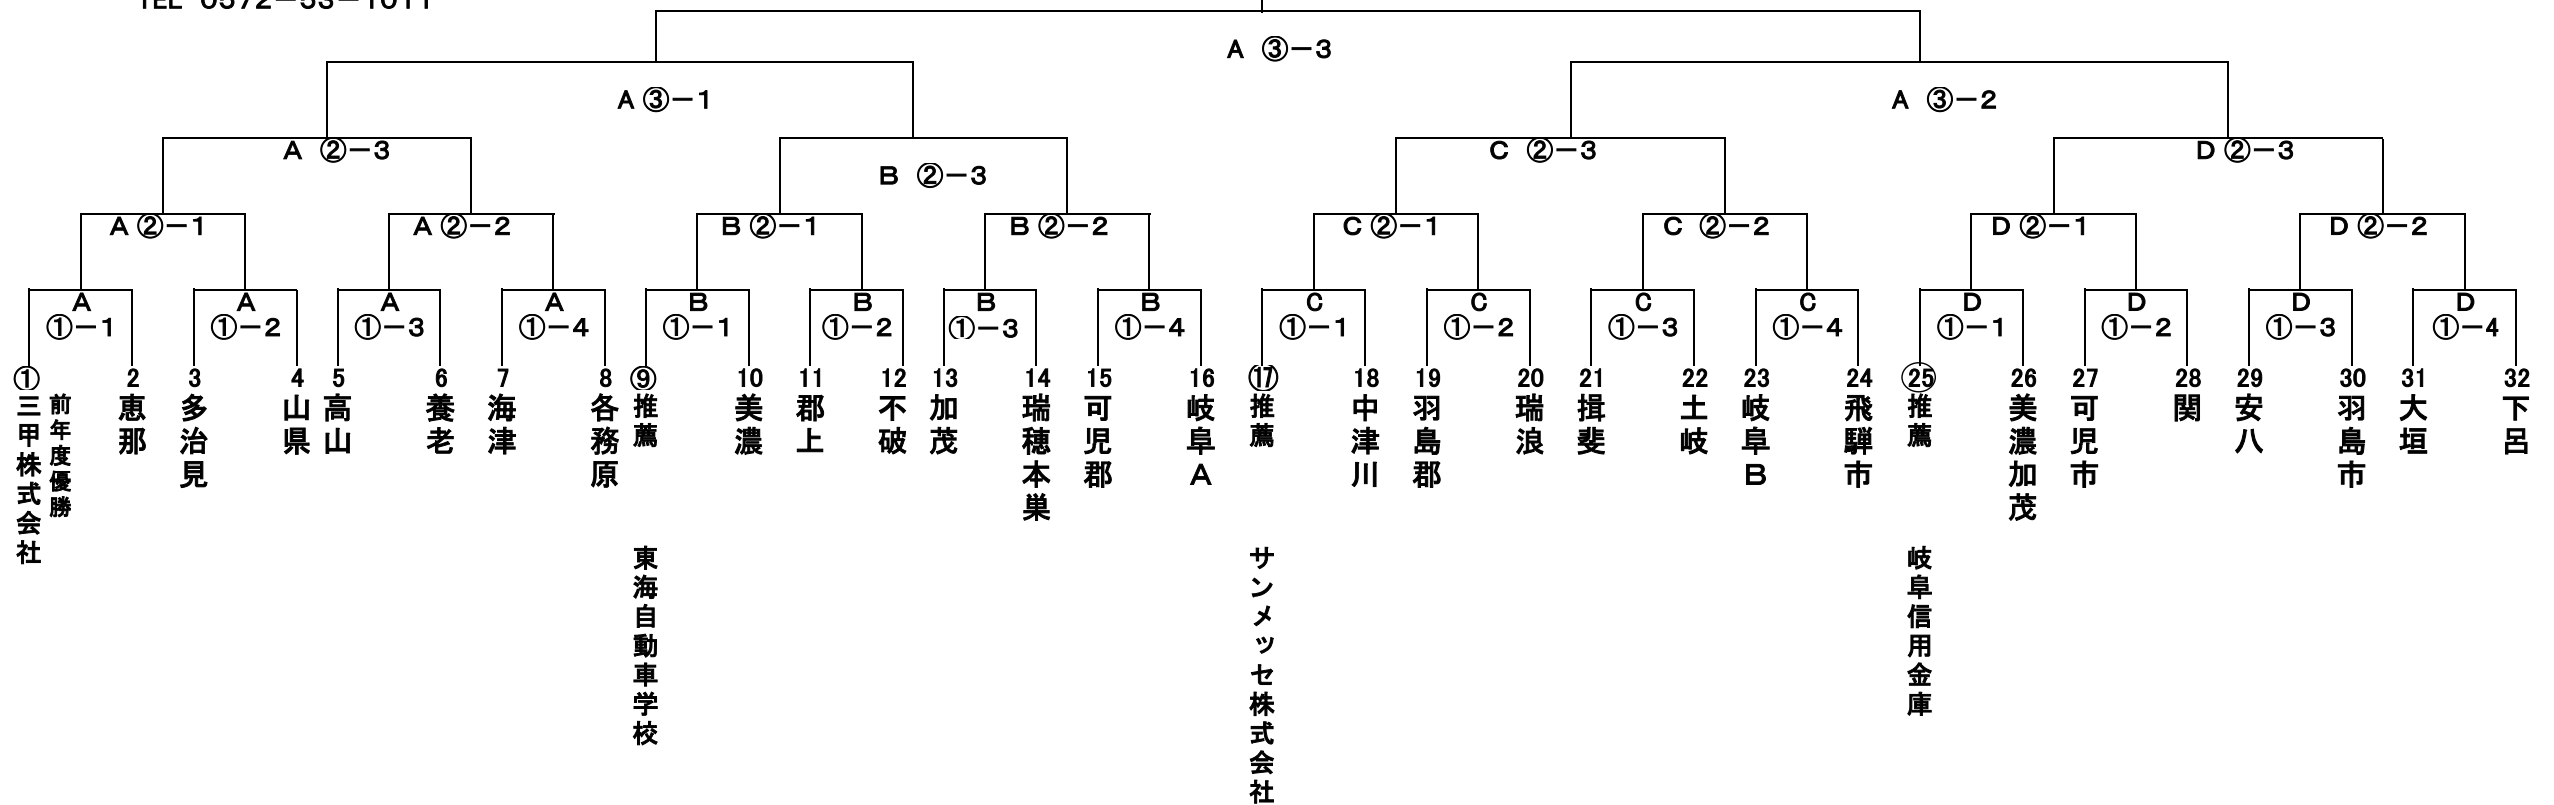 TEL 0572－53－1011
A ③－3
A ③－1
A ③－2
A ②－3
B ②－3
C ②－3
D ②－3
A ②－1
A ②－2
B ②－1
B ②－2
C ②－1
C ②－2
D ②－1
D ②－2
A
①－1
A
①－2
A
①－3
A
①－4
B
①－1
B
①－2
B
①－3
B
①－4
C
①－1
C
①－2
C
①－3
C
①－4
D
①－1
D
①－2
D
①－3
D
①－4
①
前年度優勝
三甲株式会社
2
恵那
3
多治見
4
山県
5
高山
6
養老
7
海津
8
各務原
⑨
推薦
東海自動車学校
10
美濃
11
郡上
12
不破
13
加茂
14
瑞穂本巣
15
可児郡
16
岐阜A
⑰
推薦
サンメッセ株式会社
18
中津川
19
羽島郡
20
瑞浪
21
揖斐
22
土岐
23
岐阜B
24
飛騨市
㉕
推薦
岐阜信用金庫
26
美濃加茂
27
可児市
28
関
29
安八
30
羽島市
31
大垣
32
下呂